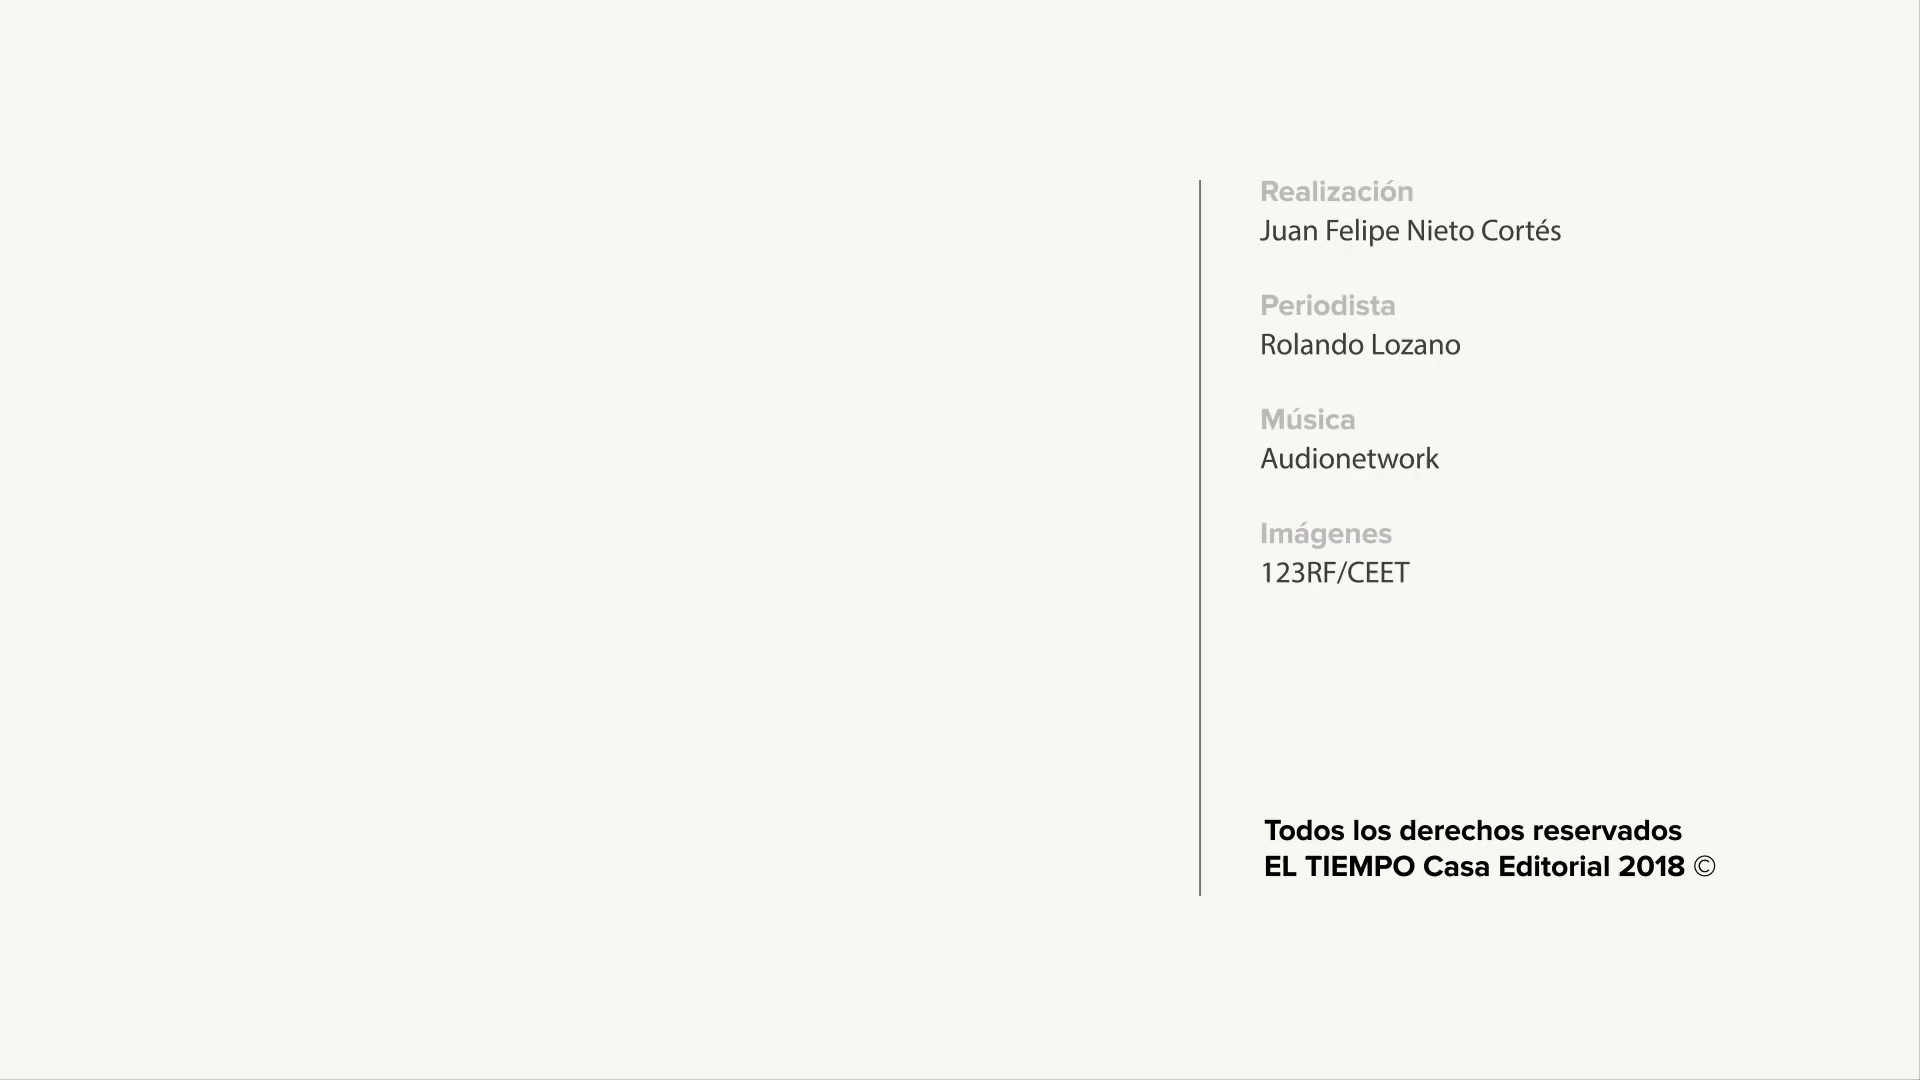 Realización
Juan Felipe Nieto Cortés
Periodista
Rolando Lozano
Música
Audionetwork
Imágenes
123RF/CEET
Todos los derechos reservados
EL TIEMPO Casa Editorial 2018 ©